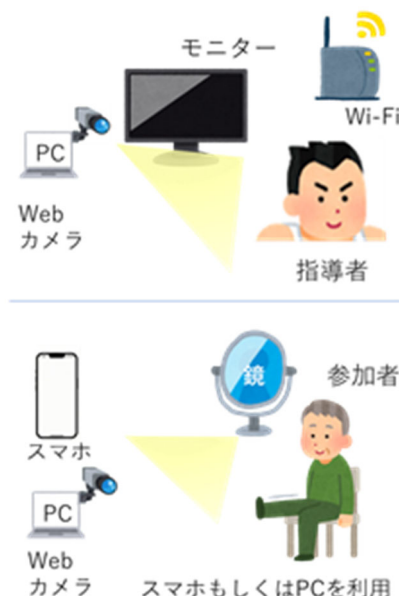 モニター
Wi-Fi
PC
Web
カメラ
指導者
鏡
参加者
スマホ
PC
Web
カメラ
スマホもしくはPCを利用